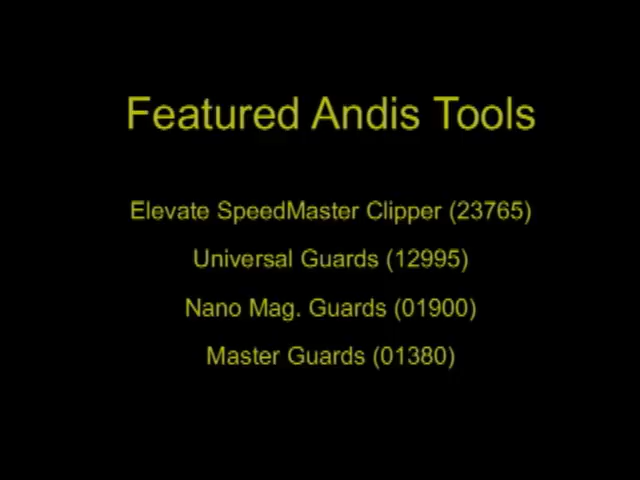 Featured Andis Tools
Elevate SpeedMaster Clipper (23765)
Universal Guards (12995)
Nano Mag. Guards (01900)
Master Guards (01380)